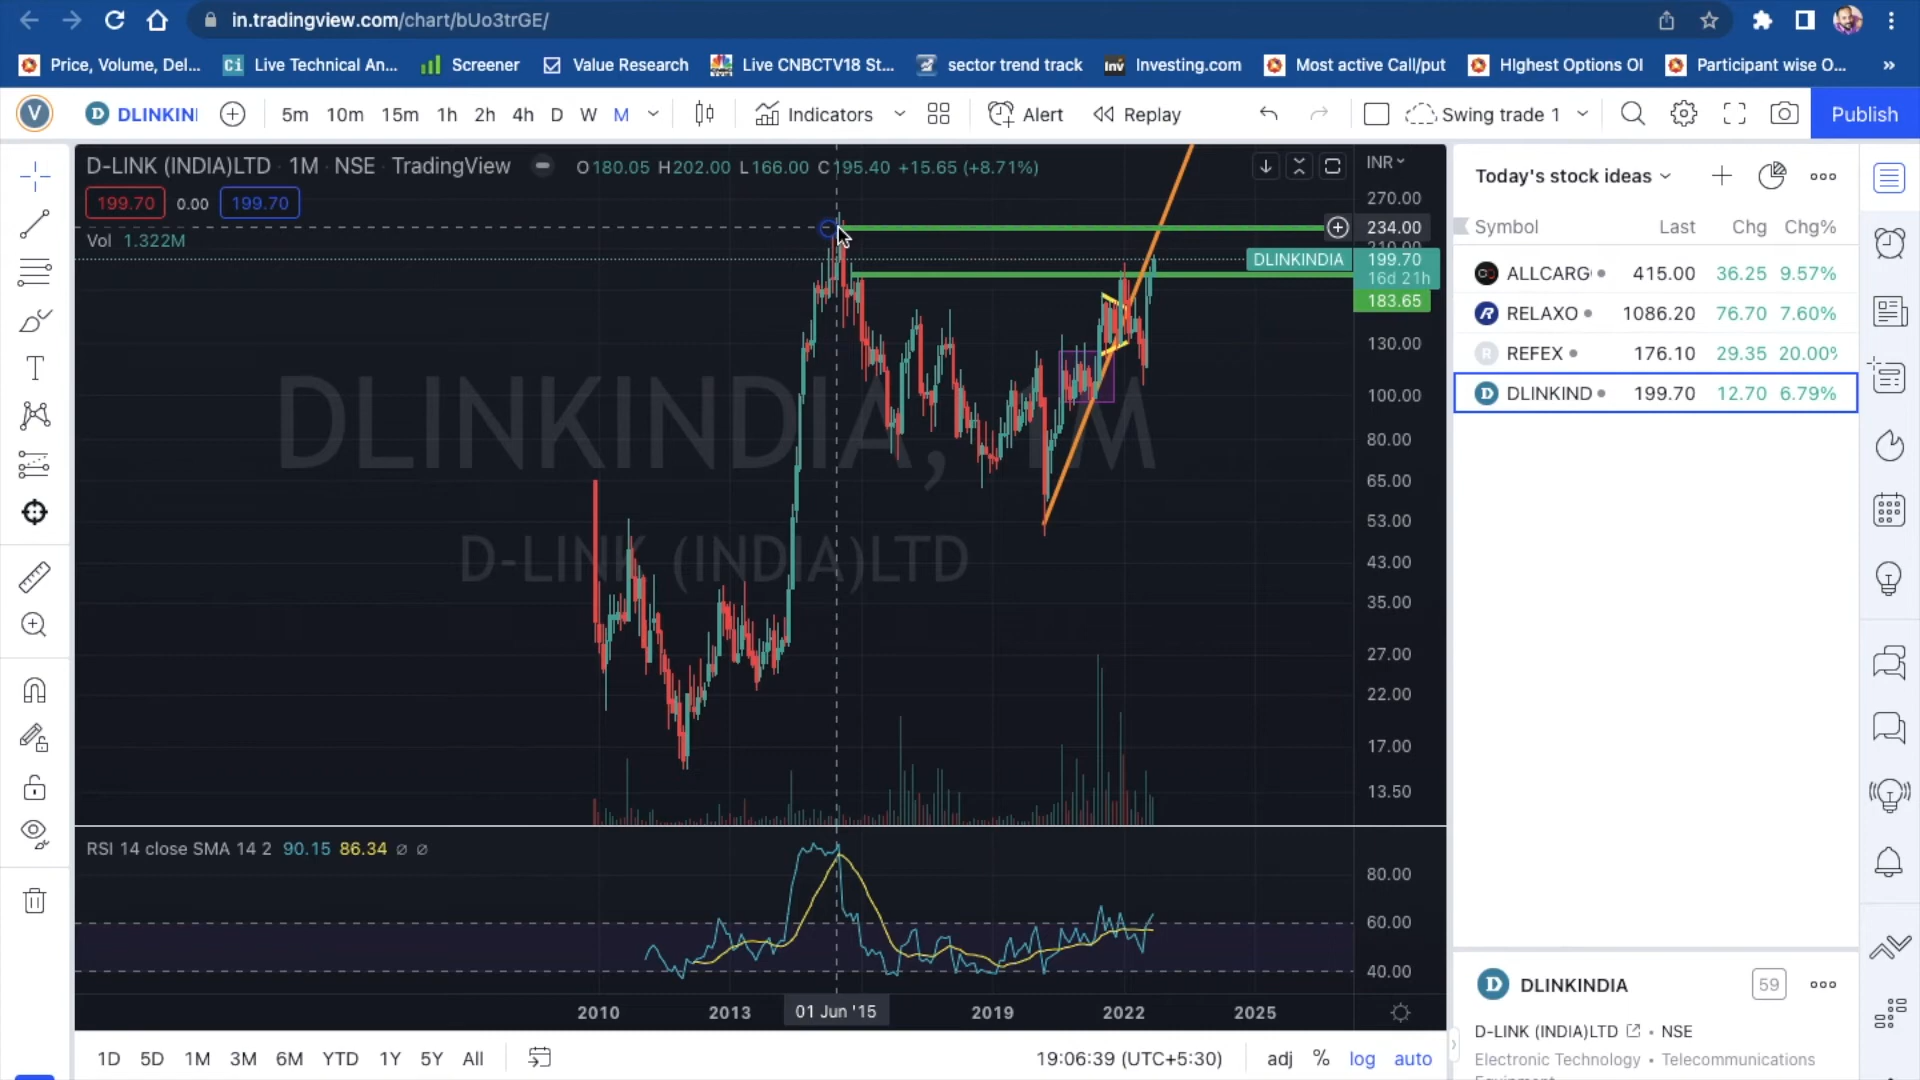 in.tradingview.com/chart/bUo3trGE/
Price, Volume, Del... Live Technical An... Screener Value Research Live CNBCTV18 St... sector trend track Investing.com Most active Call/put HIghest Options OI Participant wise O... »
V D DLINKINI 5m 10m 15m 1h 2h 4h D W M Indicators Alert Replay Swing trade 1 Publish
D-LINK (INDIA)LTD · 1M · NSE TradingView O180.05 H202.00 L166.00 C195.40 +15.65 (+8.71%) INR
199.70 0.00 199.70
Vol 1.322M
270.00
234.00
DLINKINDIA 199.70
16d 21h
183.65
130.00
100.00
80.00
65.00
53.00
43.00
35.00
27.00
22.00
17.00
13.50
DLINKINDIA, 1M
D-LINK (INDIA)LTD
RSI 14 close SMA 14 2 90.15 86.34 ∅ ∅
80.00
60.00
40.00
2010 2013 01 Jun '15 2019 2022 2025
1D 5D 1M 3M 6M YTD 1Y 5Y All 19:06:39 (UTC+5:30) adj % log auto
Today's stock ideas
Symbol Last Chg Chg%
ALLCARG 415.00 36.25 9.57%
R RELAXO 1086.20 76.70 7.60%
R REFEX 176.10 29.35 20.00%
D DLINKIND 199.70 12.70 6.79%
D DLINKINDIA 59
D-LINK (INDIA)LTD • NSE
Electronic Technology • Telecommunications